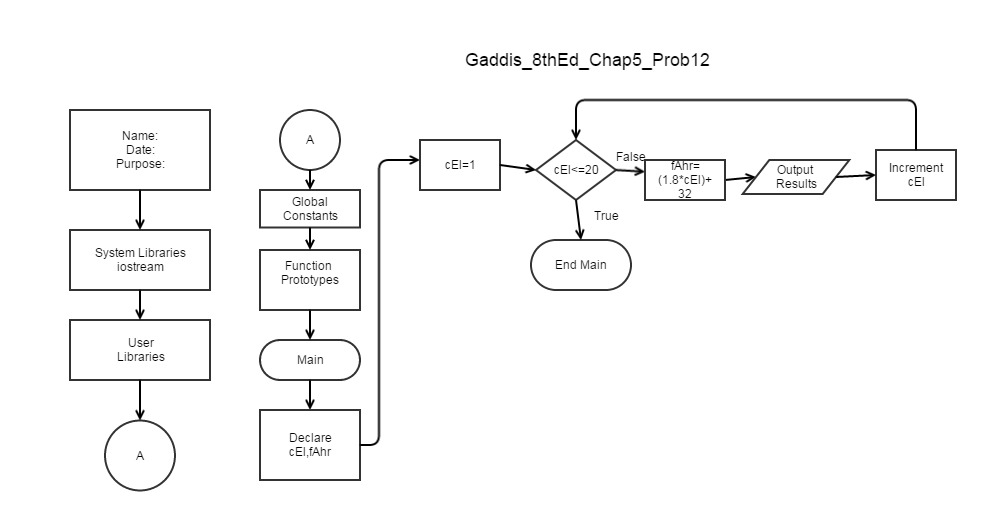 Gaddis_8thEd_Chap5_Prob12
Name:
Date:
Purpose:
System Libraries
iostream
User
Libraries
A
A
Global
Constants
Function
Prototypes
Main
Declare
cEl,fAhr
cEl=1
cEl<=20
False
True
End Main
fAhr=
(1.8*cEl)+
32
Output
Results
Increment
cEl